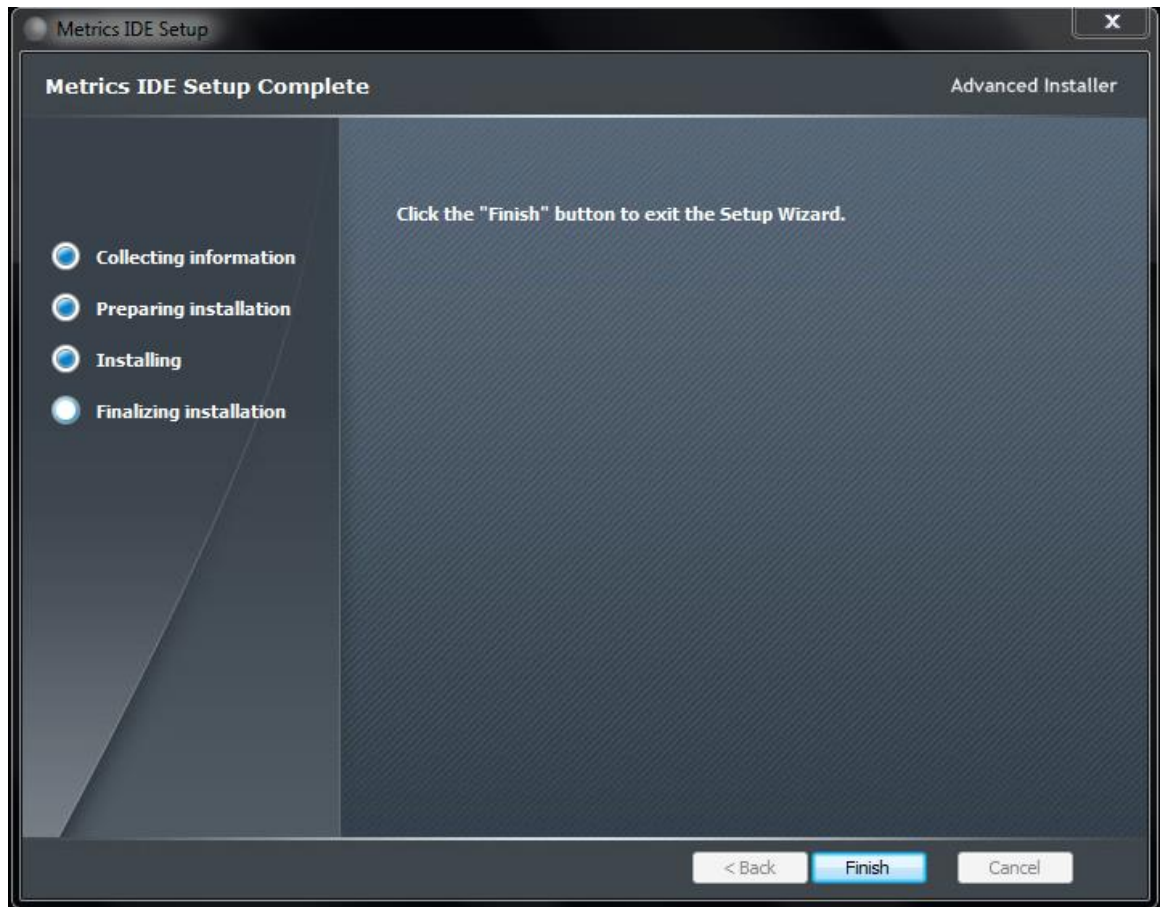 Metrics IDE Setup
x
Metrics IDE Setup Complete
Advanced Installer
Click the "Finish" button to exit the Setup Wizard.
Collecting information
Preparing installation
Installing
Finalizing installation
< Back
Finish
Cancel